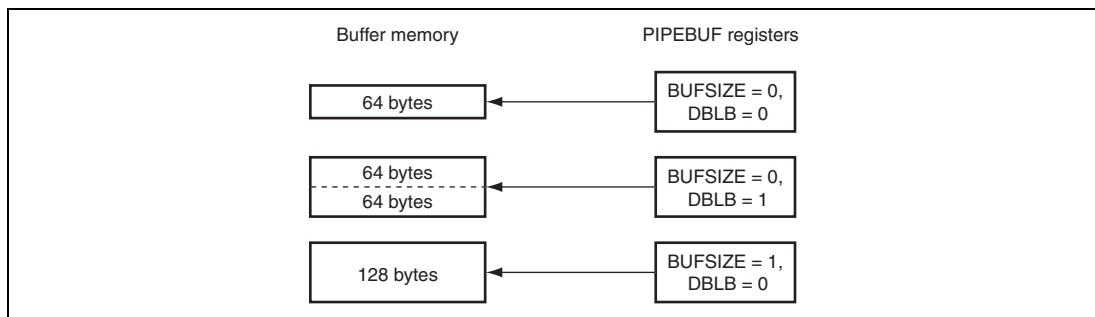 Buffer memory
PIPEBUF registers
64 bytes
BUFSIZE = 0,
DBLB = 0
64 bytes
64 bytes
BUFSIZE = 0,
DBLB = 1
128 bytes
BUFSIZE = 1,
DBLB = 0